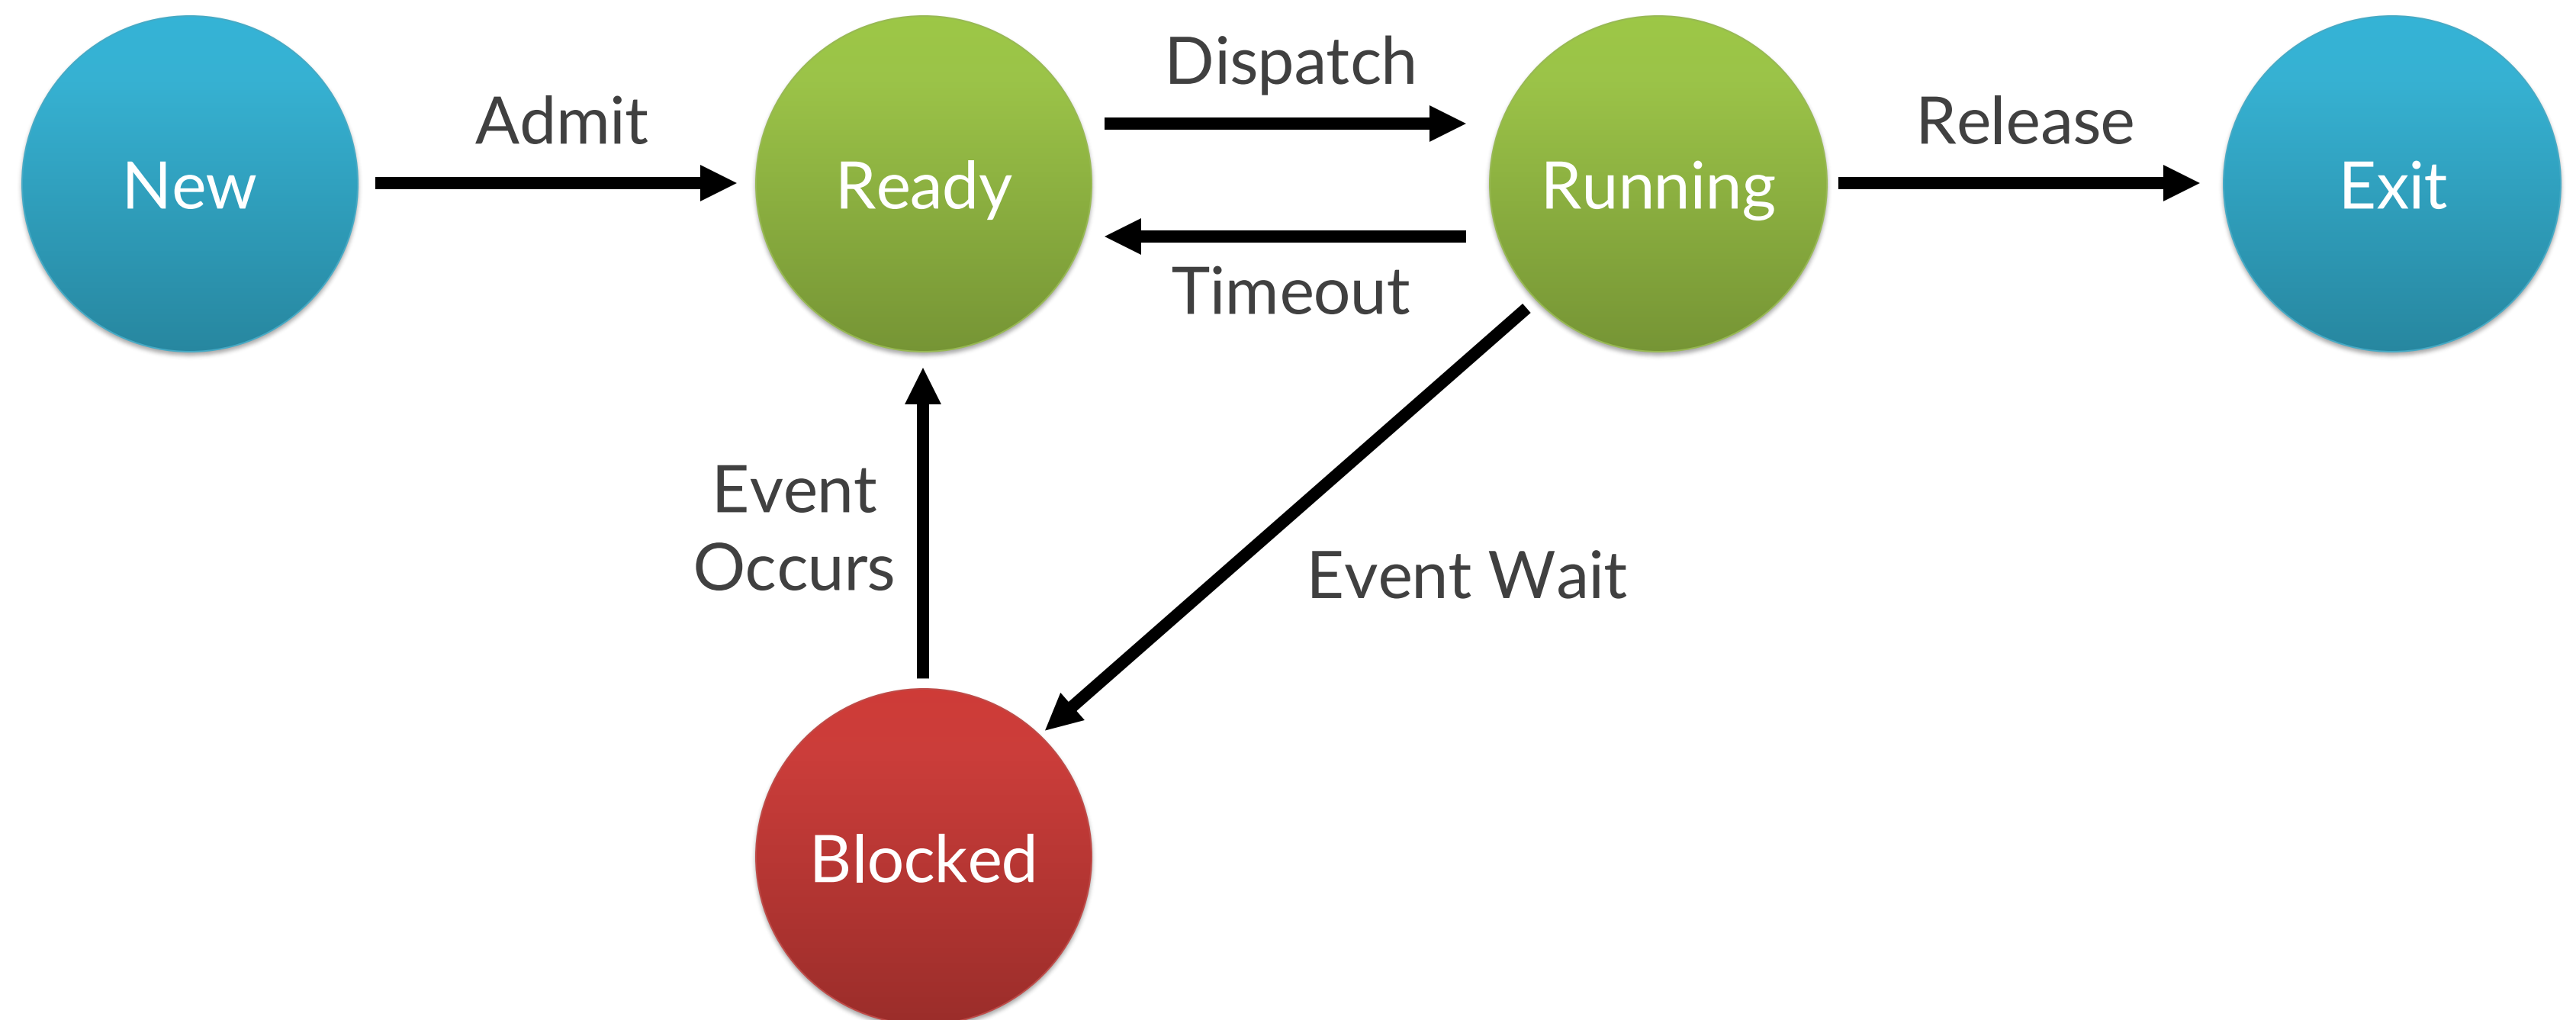 New
Admit
Ready
Dispatch
Timeout
Running
Release
Exit
Event
Occurs
Event Wait
Blocked